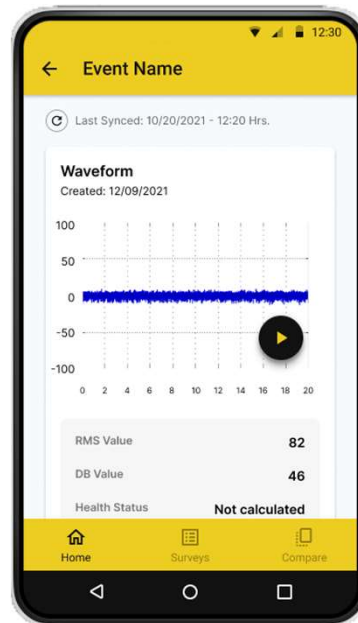 12:30
Event Name
Last Synced: 10/20/2021 - 12:20 Hrs.
Waveform
Created: 12/09/2021
100
50
0
-50
-100
0 2 4 6 8 10 12 14 16 18 20
RMS Value 82
DB Value 46
Health Status Not calculated
Home Surveys Compare